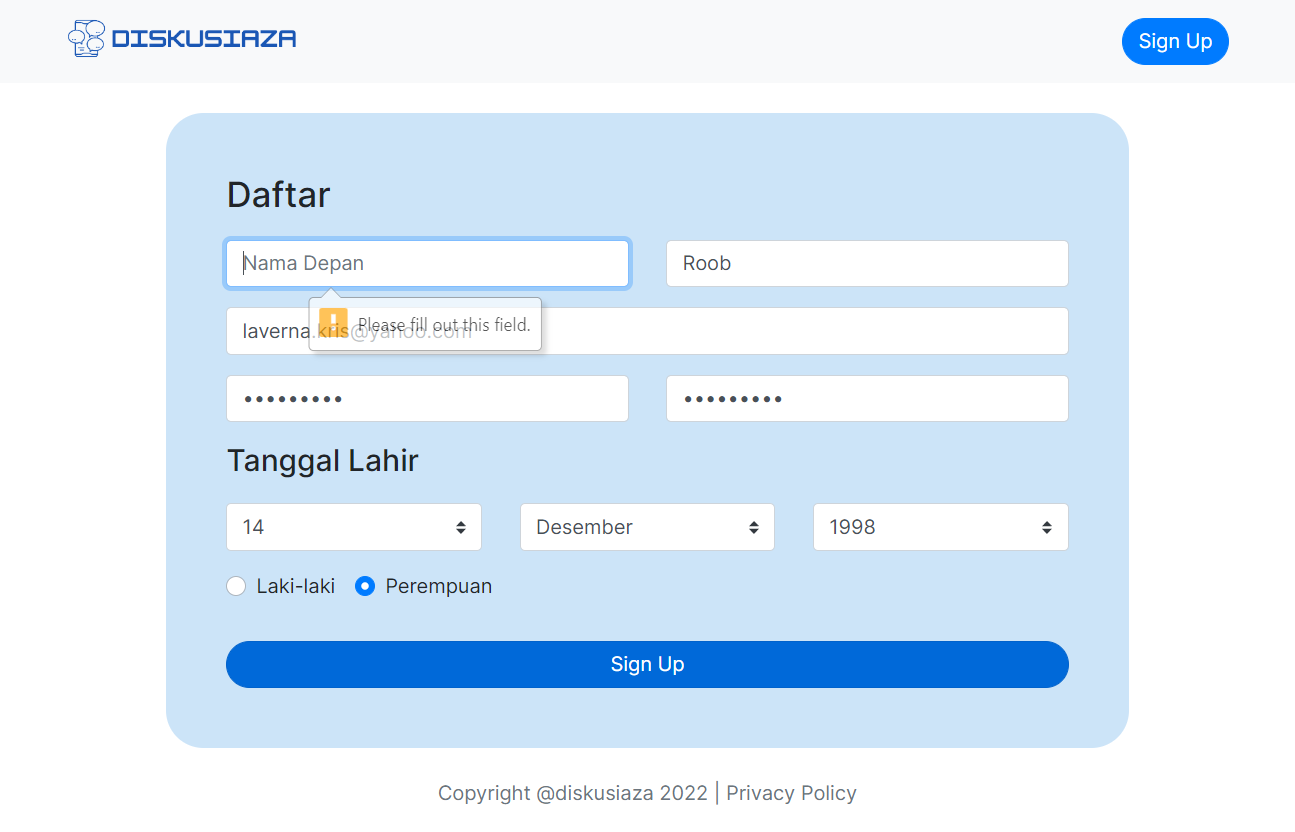 DISKUSIAZA
Sign Up
Daftar
Nama Depan
Roob
Please fill out this field.
laverna.kris@yahoo.com
•••••••••
•••••••••
Tanggal Lahir
14
Desember
1998
Laki-laki
Perempuan
Sign Up
Copyright @diskusiaza 2022 | Privacy Policy